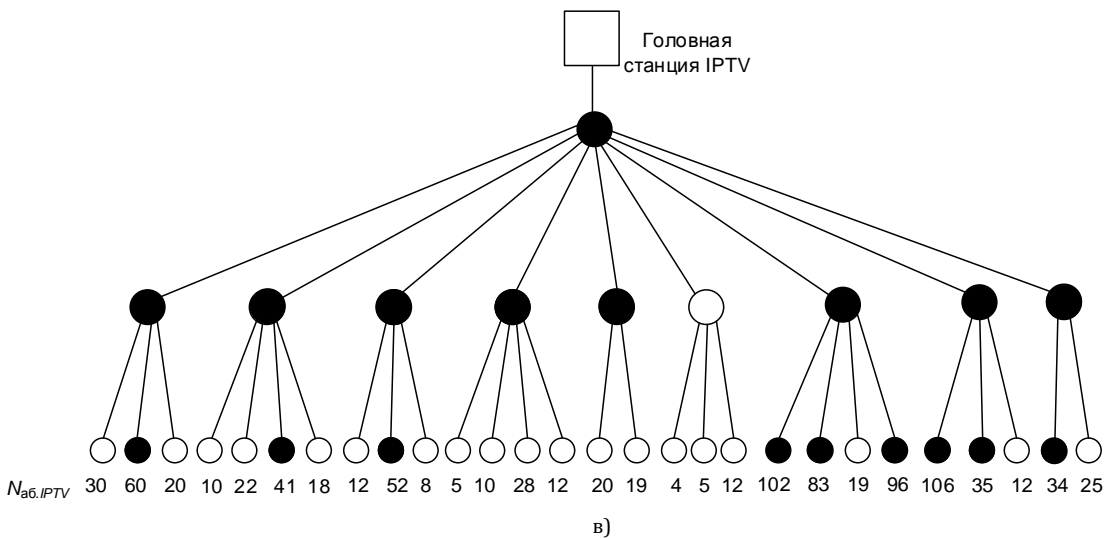 Головная
станция IPTV
Nаб.IPTV 30 60 20 10 22 41 18 12 52 8 5 10 28 12 20 19 4 5 12 102 83 19 96 106 35 12 34 25
в)